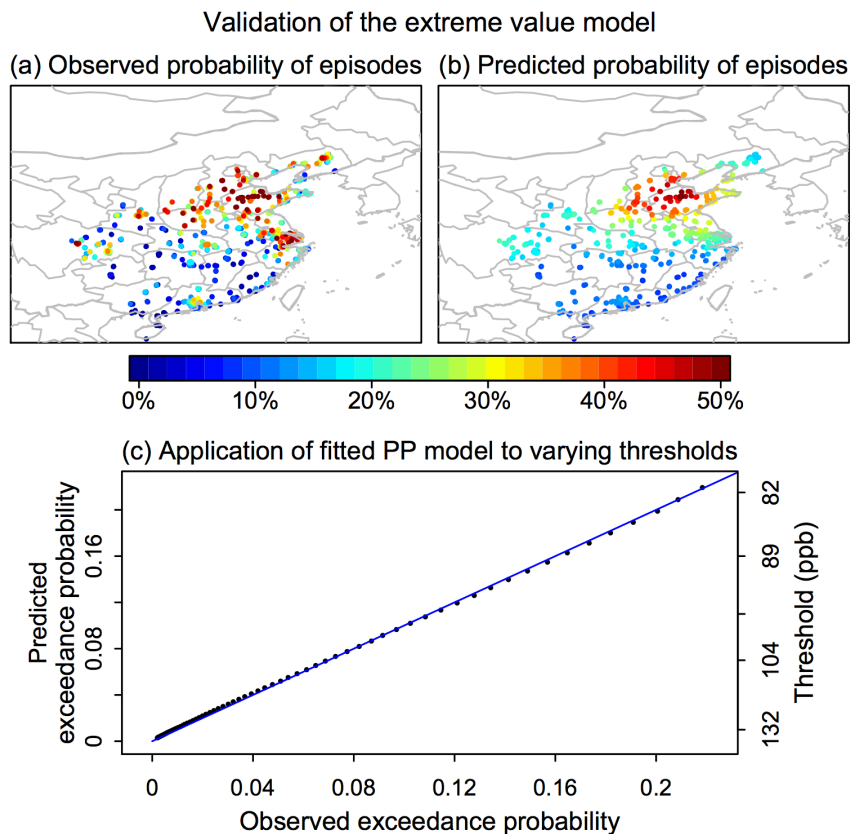 Validation of the extreme value model
(a) Observed probability of episodes
(b) Predicted probability of episodes
0% 10% 20% 30% 40% 50%
(c) Application of fitted PP model to varying thresholds
Predicted
exceedance probability
0 0.08 0.16
82
89
104
132
Threshold (ppb)
0 0.04 0.08 0.12 0.16 0.2
Observed exceedance probability